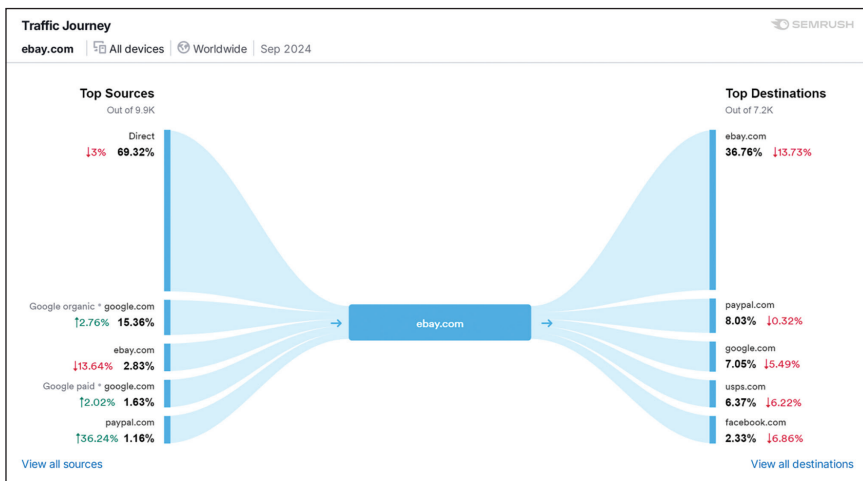 Traffic Journey
SEMRUSH
ebay.com All devices Worldwide Sep 2024
Top Sources
Out of 9.9K
Direct
↓3% 69.32%
Google organic * google.com
↑2.76% 15.36%
ebay.com
↓13.64% 2.83%
Google paid * google.com
↑2.02% 1.63%
paypal.com
↑36.24% 1.16%
View all sources
→ ebay.com →
Top Destinations
Out of 7.2K
ebay.com
36.76% ↓13.73%
paypal.com
8.03% ↓0.32%
google.com
7.05% ↓5.49%
usps.com
6.37% ↓6.22%
facebook.com
2.33% ↓6.86%
View all destinations